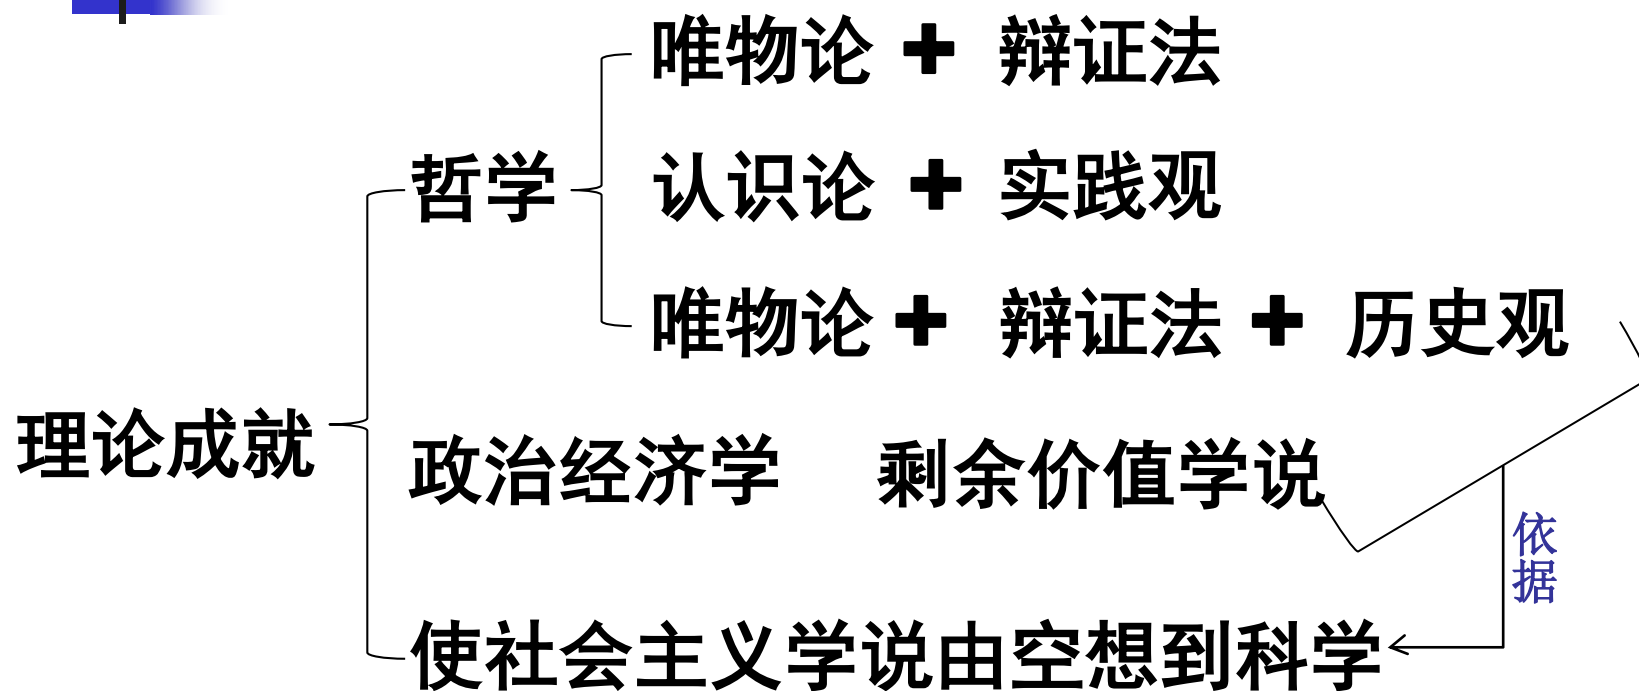 唯物论 + 辩证法
哲学
认识论 + 实践观
唯物论 + 辩证法 + 历史观
理论成就
政治经济学 剩余价值学说
依据
使社会主义学说由空想到科学